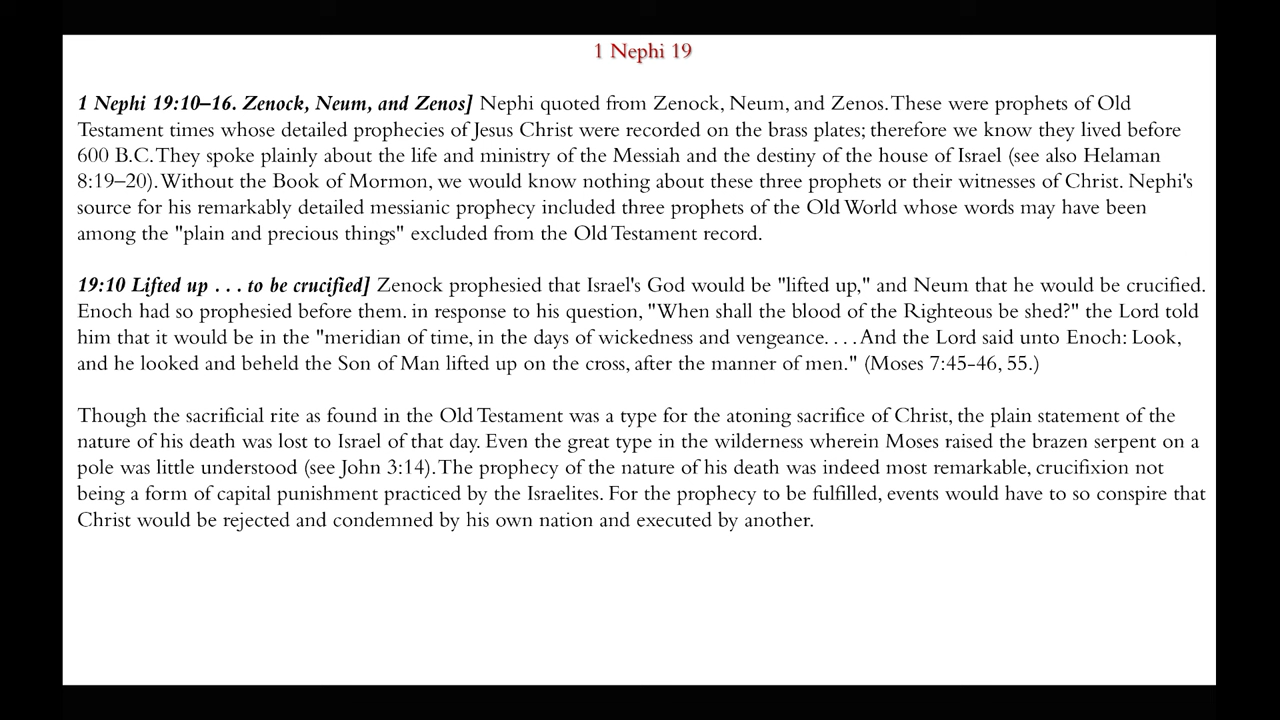 1 Nephi 19
1 Nephi 19:10–16. Zenock, Neum, and Zenos] Nephi quoted from Zenock, Neum, and Zenos. These were prophets of Old
Testament times whose detailed prophecies of Jesus Christ were recorded on the brass plates; therefore we know they lived before
600 B.C. They spoke plainly about the life and ministry of the Messiah and the destiny of the house of Israel (see also Helaman
8:19–20). Without the Book of Mormon, we would know nothing about these three prophets or their witnesses of Christ. Nephi's
source for his remarkably detailed messianic prophecy included three prophets of the Old World whose words may have been
among the "plain and precious things" excluded from the Old Testament record.
19:10 Lifted up . . . to be crucified] Zenock prophesied that Israel's God would be "lifted up," and Neum that he would be crucified.
Enoch had so prophesied before them. in response to his question, "When shall the blood of the Righteous be shed?" the Lord told
him that it would be in the "meridian of time, in the days of wickedness and vengeance. . . . And the Lord said unto Enoch: Look,
and he looked and beheld the Son of Man lifted up on the cross, after the manner of men." (Moses 7:45-46, 55.)
Though the sacrificial rite as found in the Old Testament was a type for the atoning sacrifice of Christ, the plain statement of the
nature of his death was lost to Israel of that day. Even the great type in the wilderness wherein Moses raised the brazen serpent on a
pole was little understood (see John 3:14). The prophecy of the nature of his death was indeed most remarkable, crucifixion not
being a form of capital punishment practiced by the Israelites. For the prophecy to be fulfilled, events would have to so conspire that
Christ would be rejected and condemned by his own nation and executed by another.